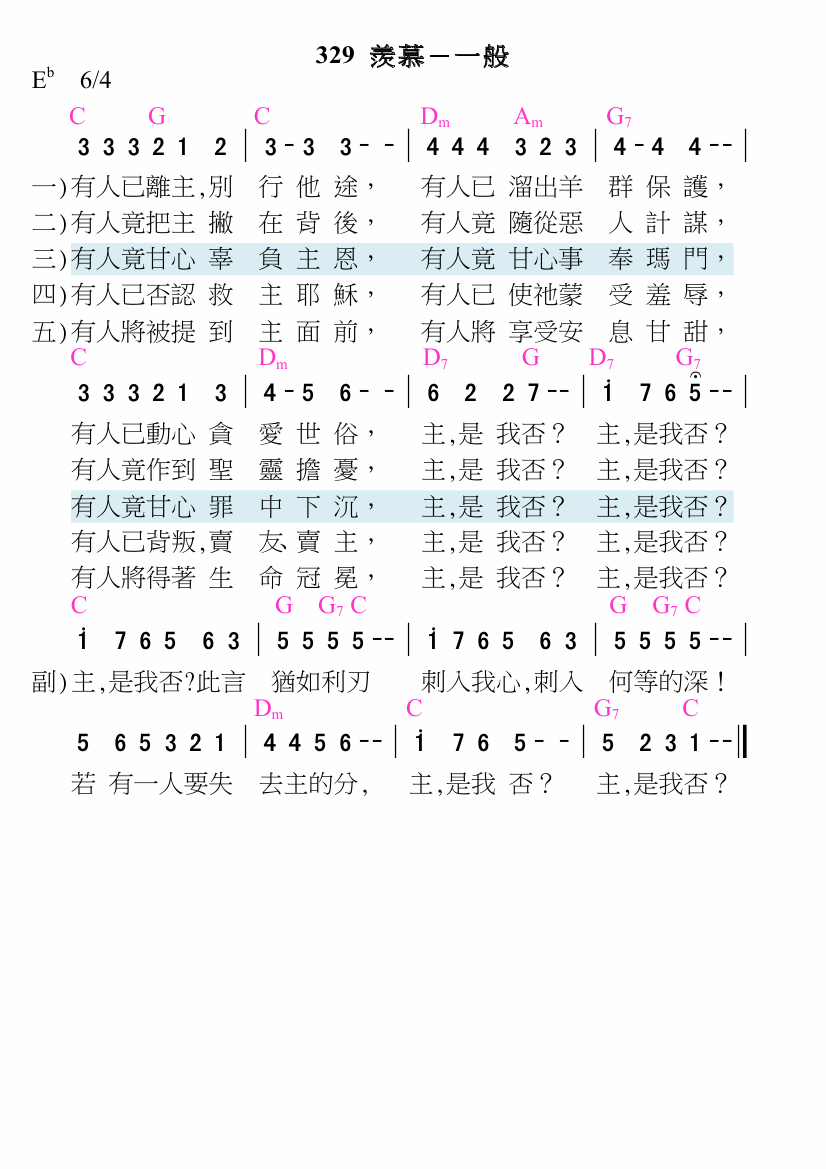 329 羨慕－一般
E♭ 6/4
C G C Dm Am G7
3 3 3 2 1 2 | 3 - 3 3 - - | 4 4 4 3 2 3 | 4 - 4 4 - - |
一) 有人已離主,別 行 他 途， 有人已 溜出羊 群 保 護，
二) 有人竟把主 撇 在 背 後， 有人竟 隨從惡 人 計 謀，
三) 有人竟甘心 辜 負 主 恩， 有人竟 甘心事 奉 瑪 門，
四) 有人已否認 救 主 耶 穌， 有人已 使祂蒙 受 羞 辱，
五) 有人將被提 到 主 面 前， 有人將 享受安 息 甘 甜，
C Dm D7 G D7 G7
3 3 3 2 1 3 | 4 - 5 6 - - | 6 2 2 7 - - | i 7 6 5 - - |
有人已動心 貪 愛 世 俗， 主,是 我否？ 主,是我否？
有人竟作到 聖 靈 擔 憂， 主,是 我否？ 主,是我否？
有人竟甘心 罪 中 下 沉， 主,是 我否？ 主,是我否？
有人已背叛,賣 友、賣 主， 主,是 我否？ 主,是我否？
有人將得著 生 命 冠 冕， 主,是 我否？ 主,是我否？
C G G7 C G G7 C
i 7 6 5 6 3 | 5 5 5 5 - - | i 7 6 5 6 3 | 5 5 5 5 - - |
副) 主,是我否?此言 猶如利刃 刺入我心,刺入 何等的深！
Dm C G7 C
5 6 5 3 2 1 | 4 4 5 6 - - | i 7 6 5 - - | 5 2 3 1 - - ‖
若 有一人要失 去主的分, 主,是我 否？ 主,是我否？